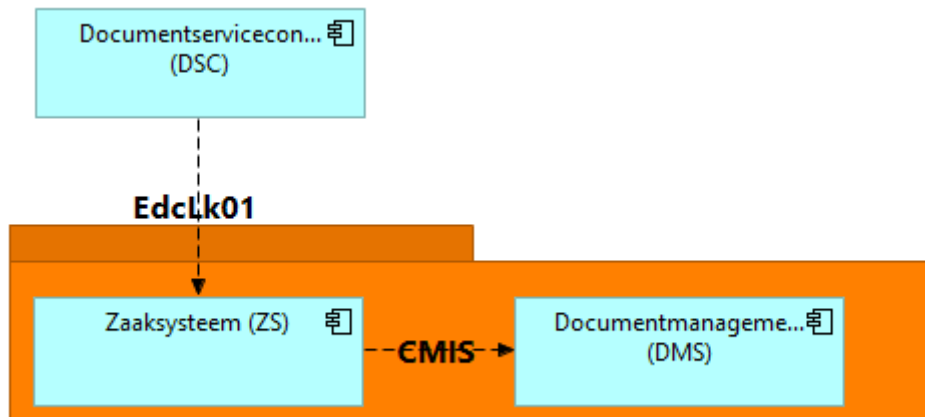 Documentservicecon...
(DSC)
EdcLk01
Zaaksysteem (ZS)
CMIS
Documentmanageme...
(DMS)